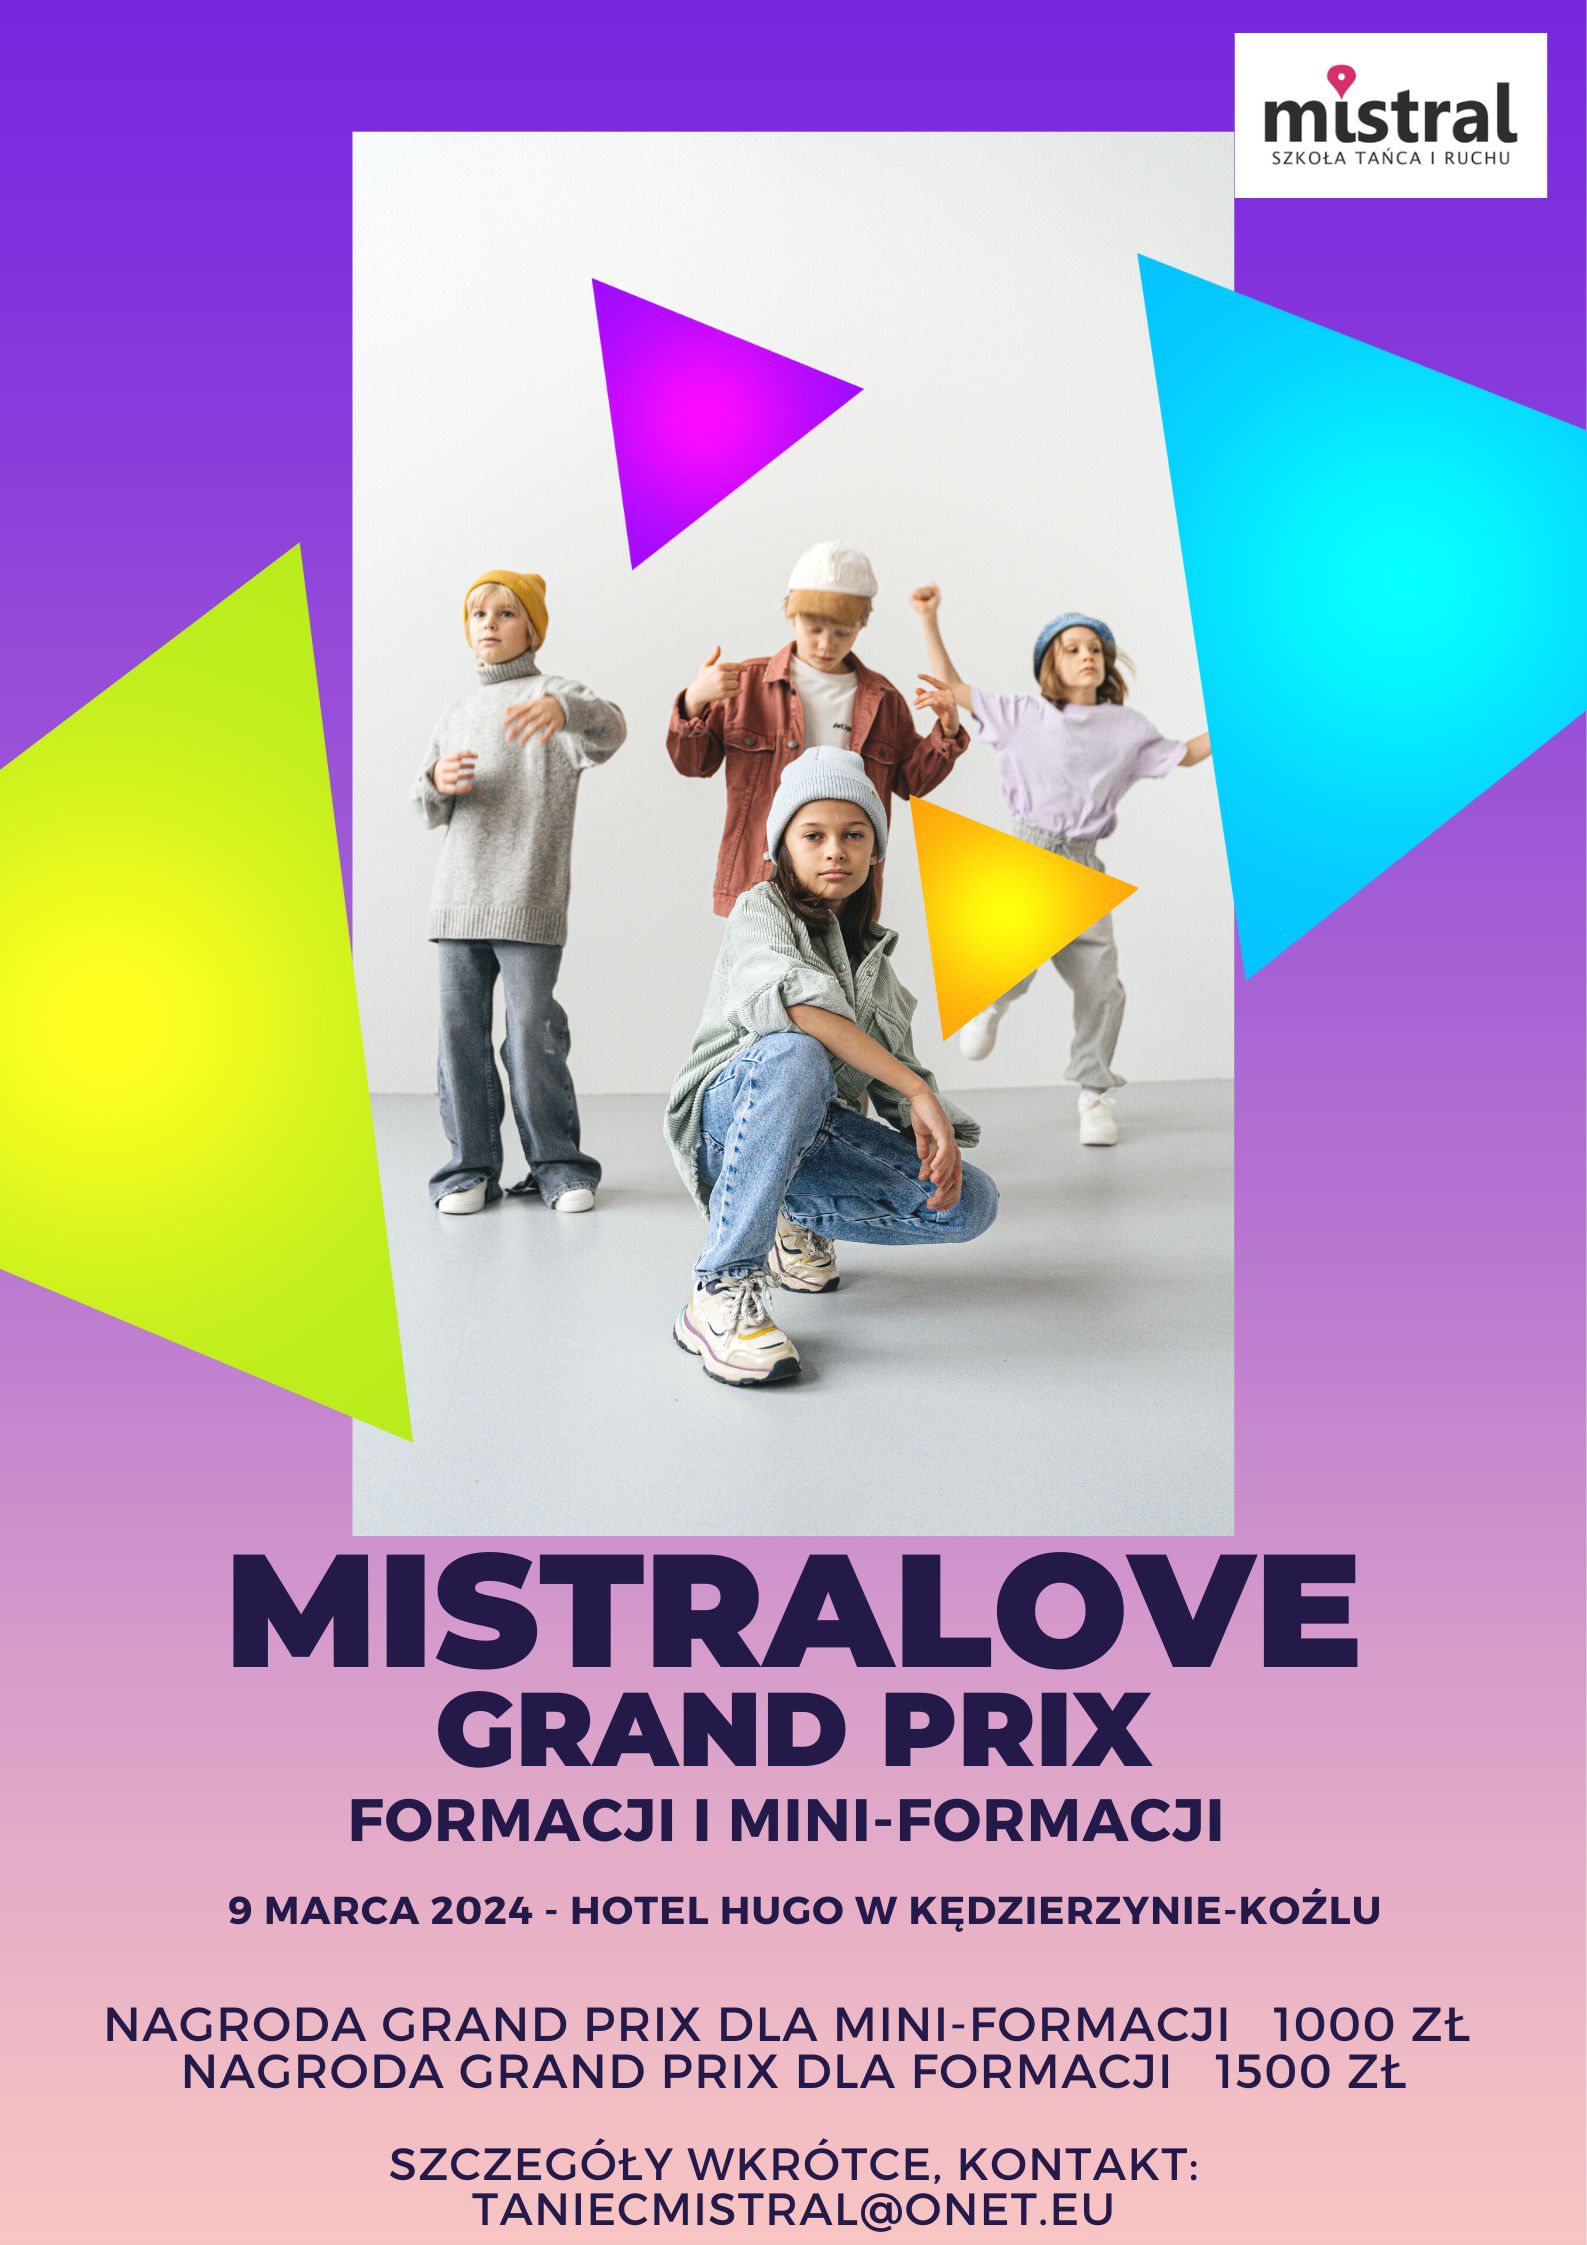 mistral
SZKOŁA TAŃCA I RUCHU
MISTRALOVE
GRAND PRIX
FORMACJI I MINI-FORMACJI
9 MARCA 2024 - HOTEL HUGO W KĘDZIERZYNIE-KOŹLU
NAGRODA GRAND PRIX DLA MINI-FORMACJI 1000 ZŁ
NAGRODA GRAND PRIX DLA FORMACJI 1500 ZŁ
SZCZEGÓŁY WKRÓTCE, KONTAKT:
TANIECMISTRAL@ONET.EU